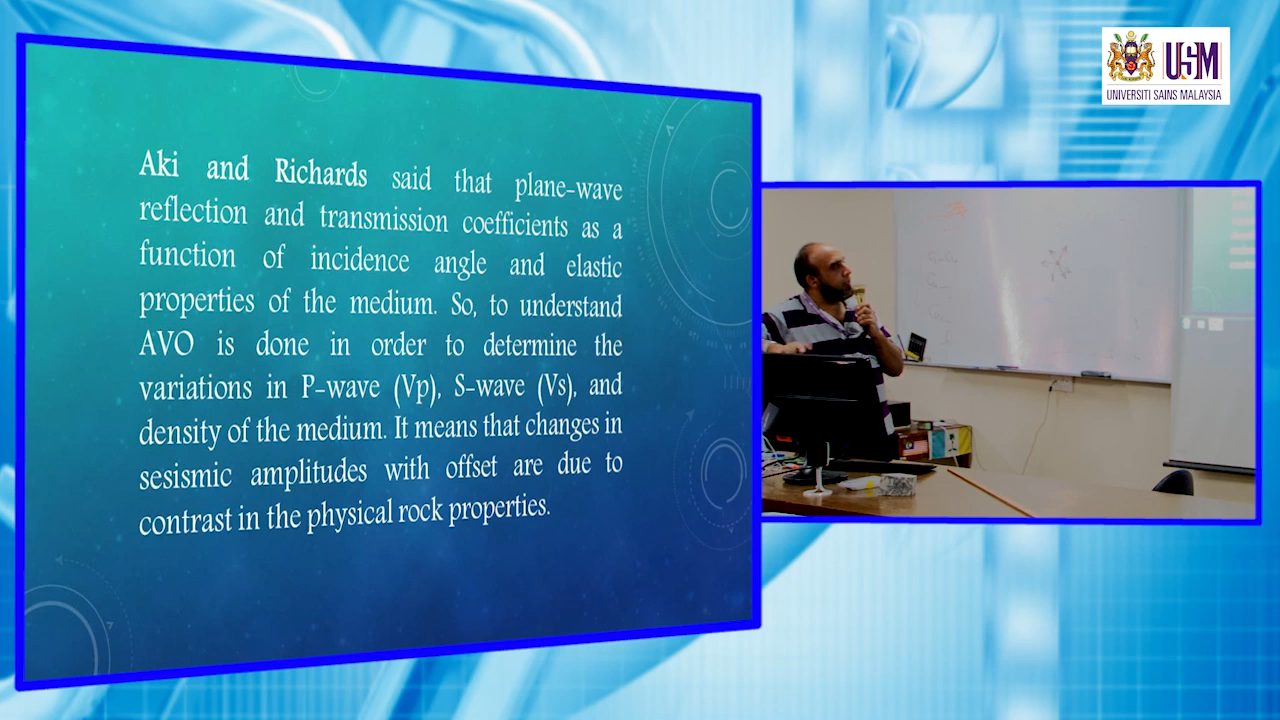 Aki and Richards said that plane-wave
reflection and transmission coefficients as a
function of incidence angle and elastic
properties of the medium. So, to understand
AVO is done in order to determine the
variations in P-wave (Vp), S-wave (Vs), and
density of the medium. It means that changes in
sesismic amplitudes with offset are due to
contrast in the physical rock properties.
USM
UNIVERSITI SAINS MALAYSIA